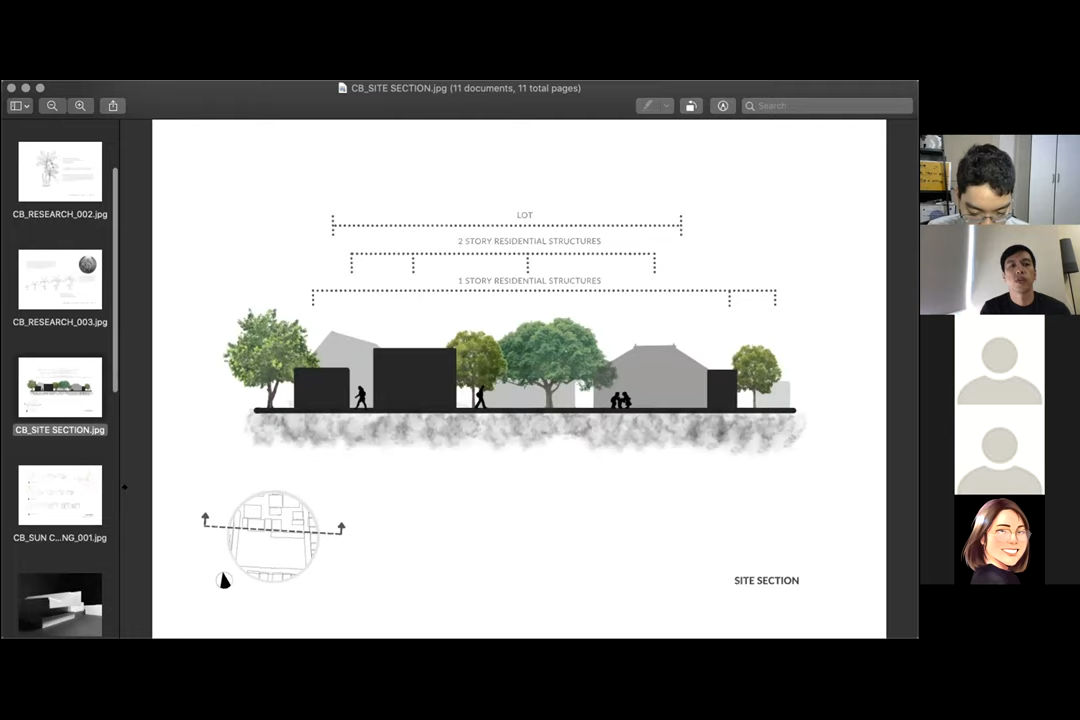 CB_SITE SECTION.jpg (11 documents, 11 total pages)
Search
CB_RESEARCH_002.jpg
CB_RESEARCH_003.jpg
CB_SITE SECTION.jpg
CB_SUN C...NG_001.jpg
LOT
2 STORY RESIDENTIAL STRUCTURES
1 STORY RESIDENTIAL STRUCTURES
SITE SECTION